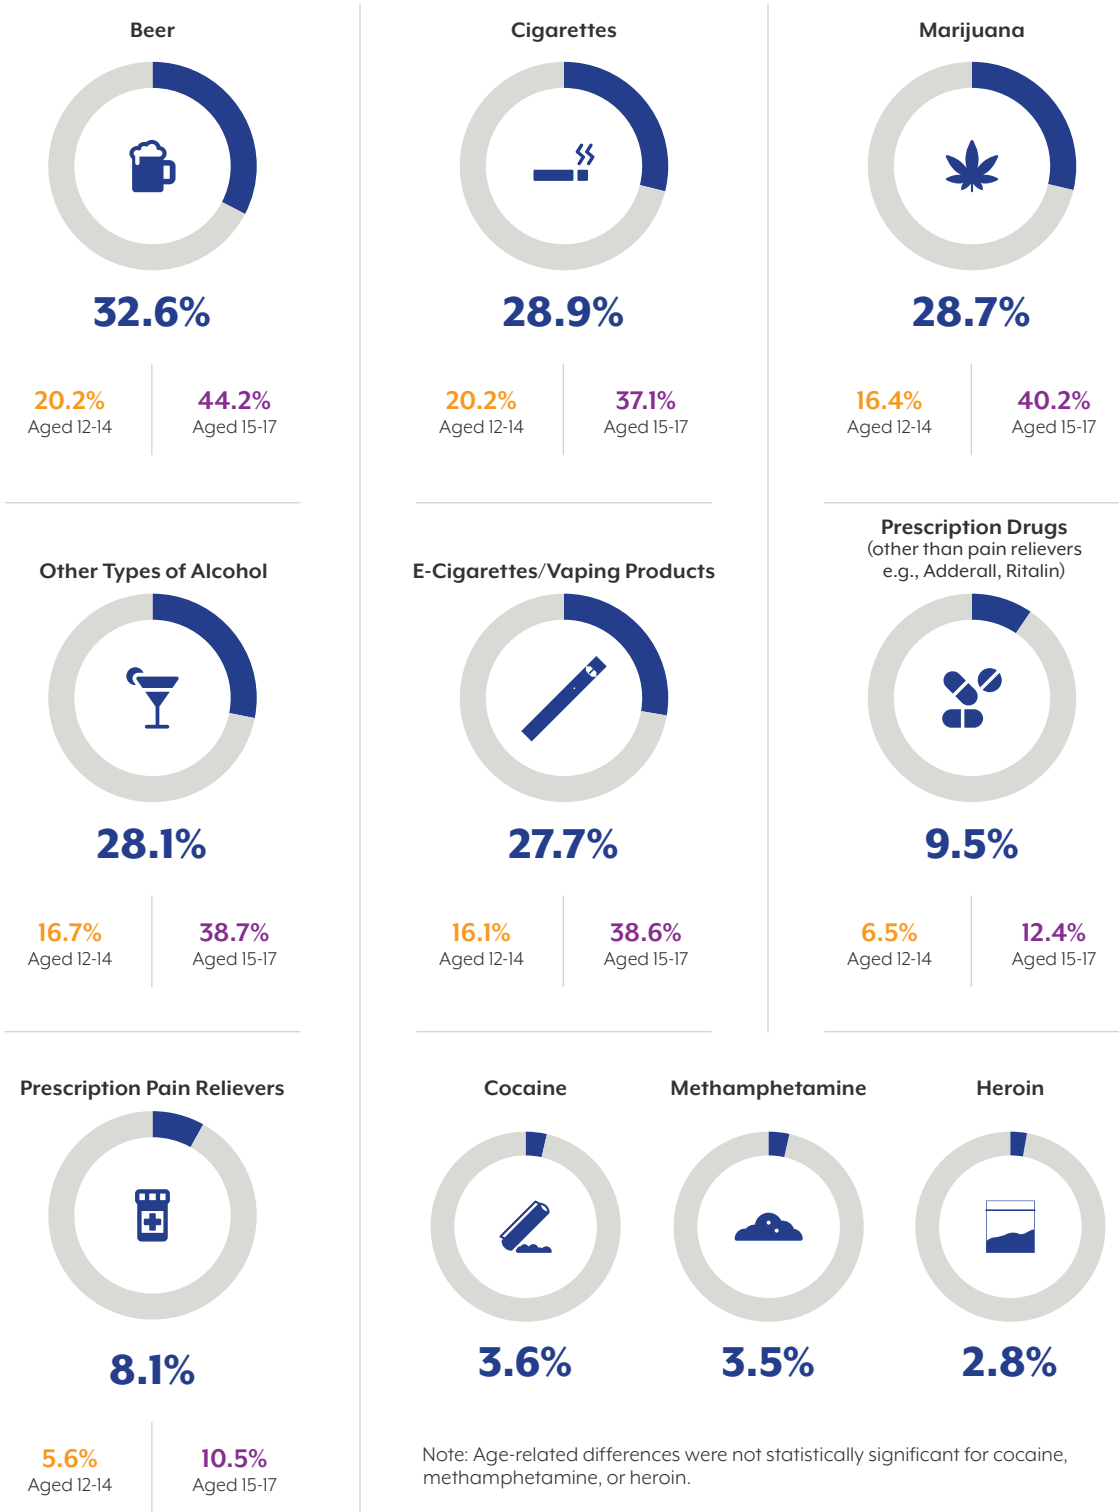 Beer
32.6%
20.2%
Aged 12-14
44.2%
Aged 15-17
Cigarettes
28.9%
20.2%
Aged 12-14
37.1%
Aged 15-17
Marijuana
28.7%
16.4%
Aged 12-14
40.2%
Aged 15-17
Other Types of Alcohol
28.1%
16.7%
Aged 12-14
38.7%
Aged 15-17
E-Cigarettes/Vaping Products
27.7%
16.1%
Aged 12-14
38.6%
Aged 15-17
Prescription Drugs
(other than pain relievers
e.g., Adderall, Ritalin)
9.5%
6.5%
Aged 12-14
12.4%
Aged 15-17
Prescription Pain Relievers
8.1%
5.6%
Aged 12-14
10.5%
Aged 15-17
Cocaine
3.6%
Methamphetamine
3.5%
Heroin
2.8%
Note: Age-related differences were not statistically significant for cocaine,
methamphetamine, or heroin.